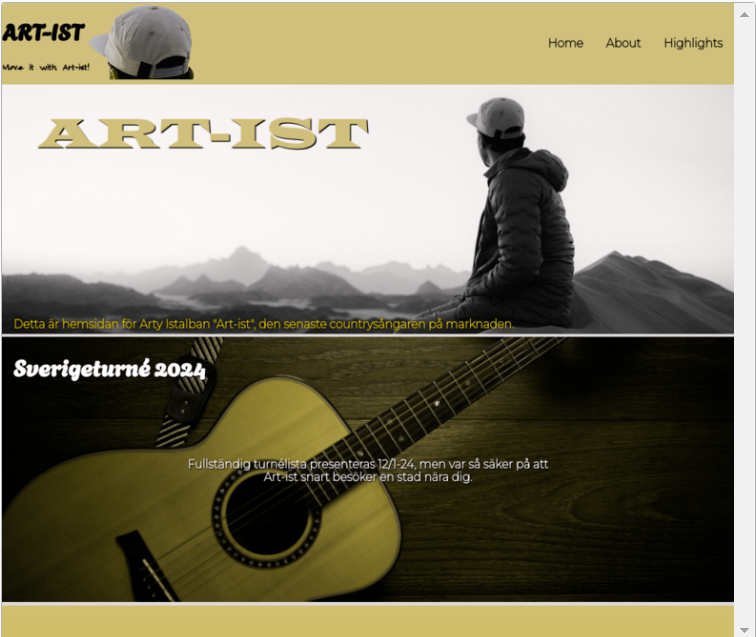 ART-IST
Move it with Art-ist!
Home About Highlights
ART-IST
Detta är hemsidan för Arty Istalban "Art-ist", den senaste countrysångaren på marknaden.
Sverigeturné 2024
Fullständig turnélista presenteras 12/1-24, men var så säker på att
Art-ist snart besöker en stad nära dig.